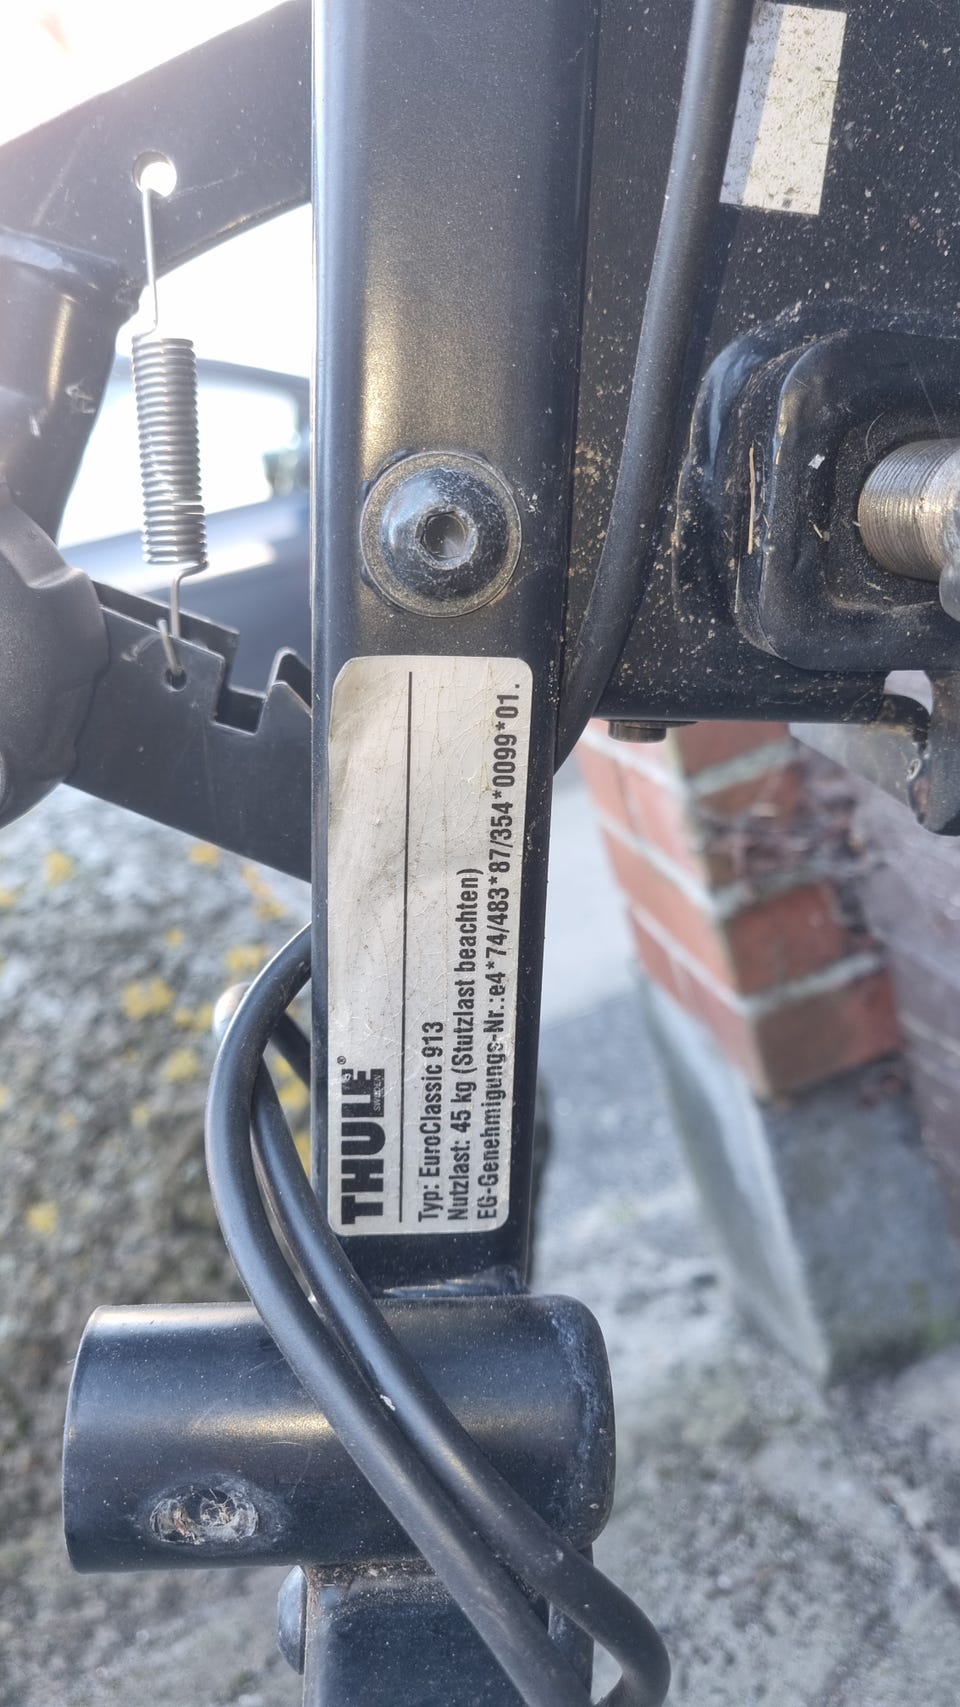 THULE®
SWEDEN
Typ: EuroClassic 913
Nutzlast: 45 kg (Stutzlast beachten)
EG-Genehmigungs-Nr.:e4*74/483*87/354*0099*01.